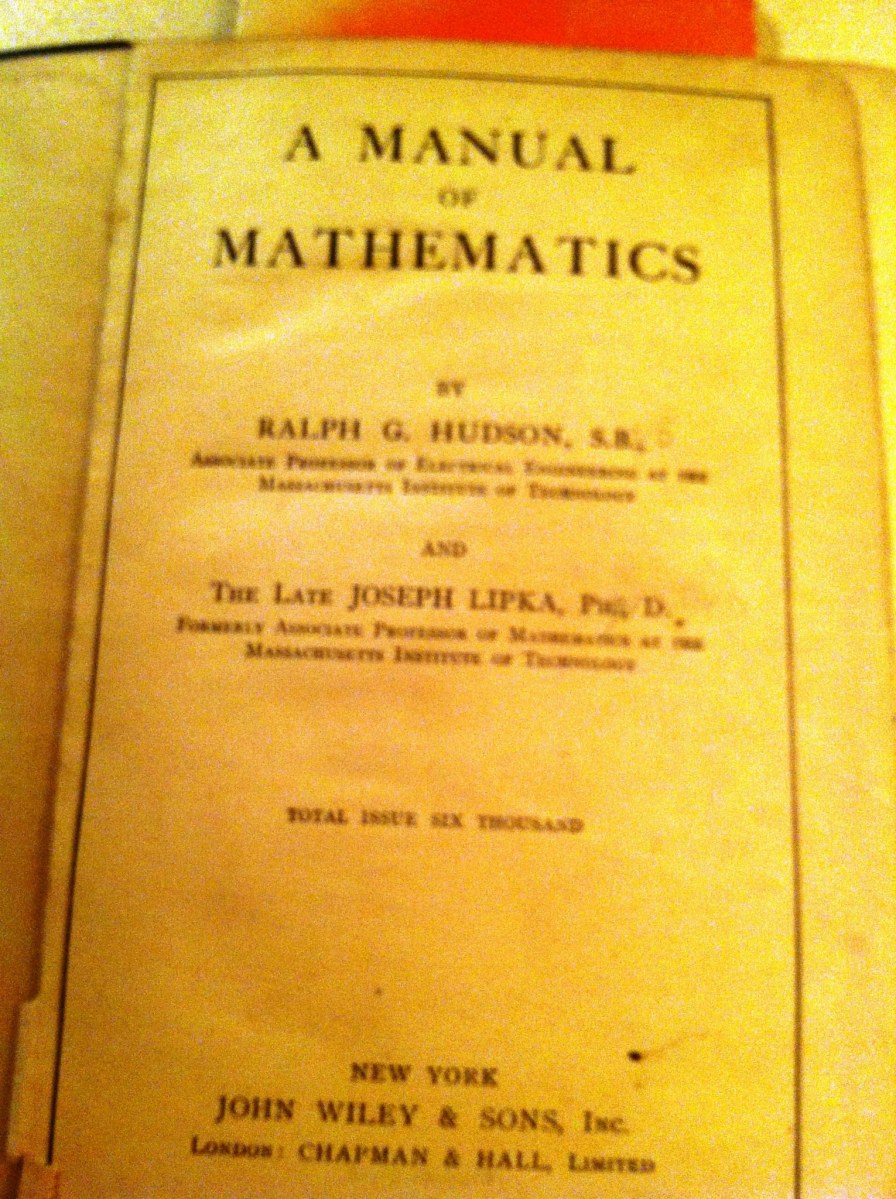 A MANUAL
OF
MATHEMATICS
BY
RALPH G. HUDSON, S.B.,
ASSOCIATE PROFESSOR OF ELECTRICAL ENGINEERING AT THE
MASSACHUSETTS INSTITUTE OF TECHNOLOGY
AND
THE LATE JOSEPH LIPKA, PH. D.
FORMERLY ASSOCIATE PROFESSOR OF MATHEMATICS AT THE
MASSACHUSETTS INSTITUTE OF TECHNOLOGY
TOTAL ISSUE SIX THOUSAND
NEW YORK
JOHN WILEY & SONS, INC.
LONDON: CHAPMAN & HALL, LIMITED